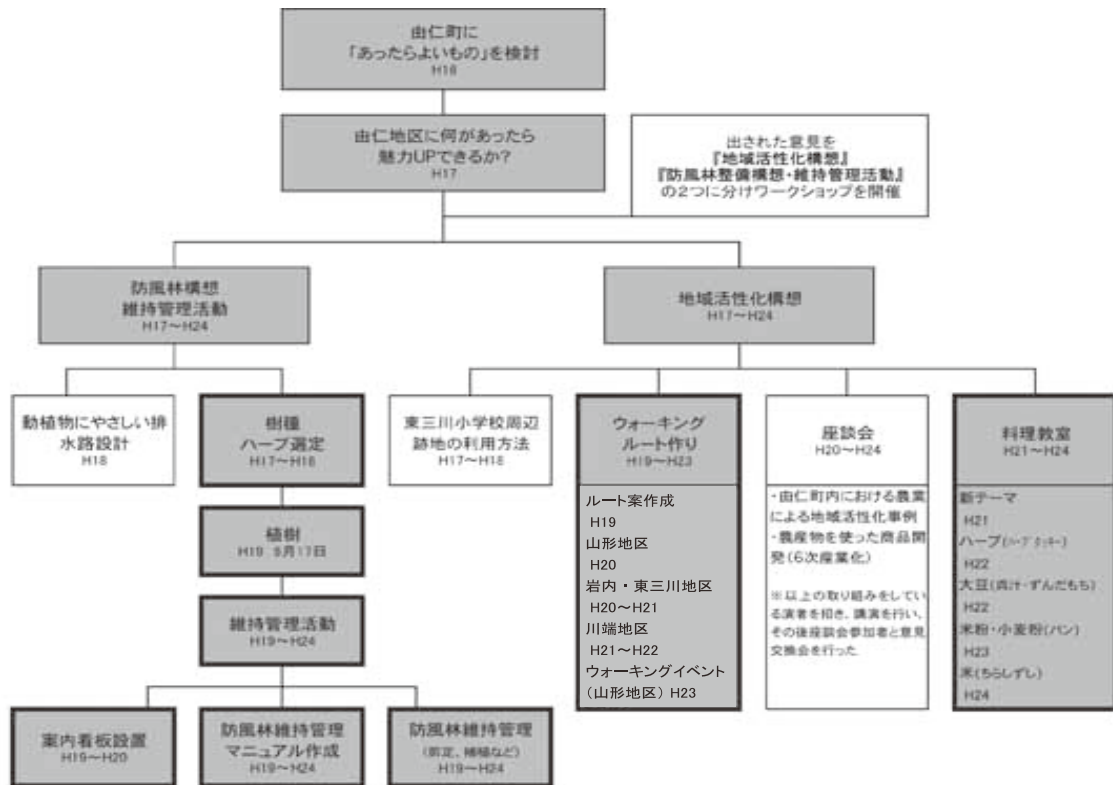 由仁町に
「あったらよいもの」を検討
H16
由仁地区に何があったら
魅力UPできるか?
H17
出された意見を
『地域活性化構想』
『防風林整備構想・維持管理活動』
の2つに分けワークショップを開催
防風林構想
維持管理活動
H17~H24
地域活性化構想
H17~H24
動植物にやさしい排
水路設計
H18
樹種
ハーブ選定
H17~H18
植樹
H19 9月17日
維持管理活動
H19~H24
案内看板設置
H19~H20
防風林維持管理
マニュアル作成
H19~H24
防風林維持管理
(剪定、補植など)
H19~H24
東三川小学校周辺
跡地の利用方法
H17~H18
ウォーキング
ルート作り
H19~H23
ルート案作成
H19
山形地区
H20
岩内・東三川地区
H20~H21
川端地区
H21~H22
ウォーキングイベント
(山形地区) H23
座談会
H20~H24
・由仁町内における農業
による地域活性化事例
・農産物を使った商品開
発(6次産業化)
※以上の取り組みをしてい
る演者を招き、講演を行い、
その後座談会参加者と意見
交換会を行った
料理教室
H21~H24
新テーマ
H21
ハーブ(ハーブクッキー)
H22
大豆(呉汁・ずんだもち)
H22
米粉・小麦粉(パン)
H23
米(ちらしずし)
H24